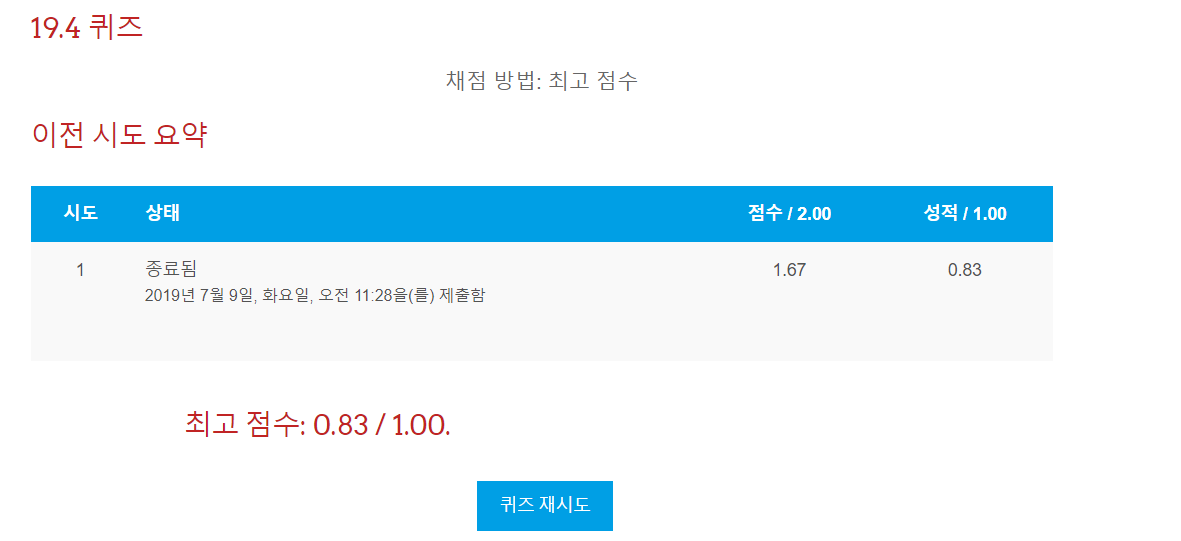 19.4 퀴즈
채점 방법: 최고 점수
이전 시도 요약
시도 상태 점수 / 2.00 성적 / 1.00
1 종료됨 1.67 0.83
2019년 7월 9일, 화요일, 오전 11:28을(를) 제출함
최고 점수: 0.83 / 1.00.
퀴즈 재시도